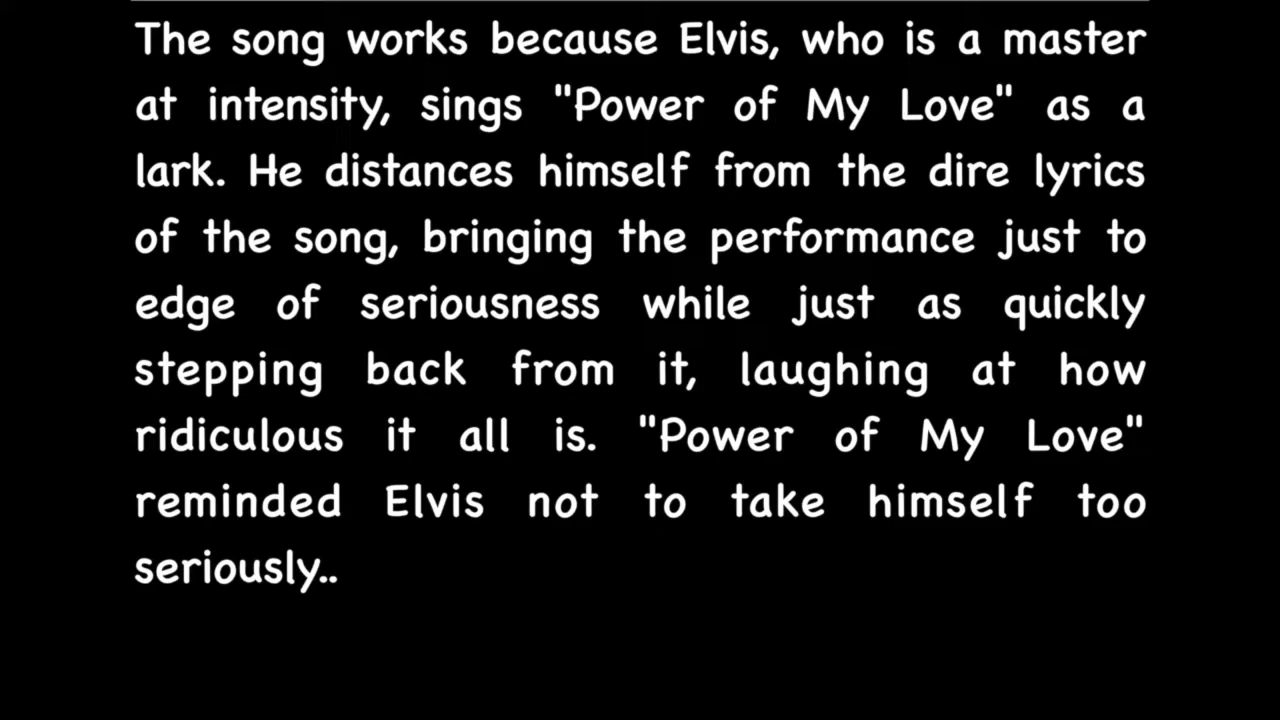 The song works because Elvis, who is a master
at intensity, sings "Power of My Love" as a
lark. He distances himself from the dire lyrics
of the song, bringing the performance just to
edge of seriousness while just as quickly
stepping back from it, laughing at how
ridiculous it all is. "Power of My Love"
reminded Elvis not to take himself too
seriously..